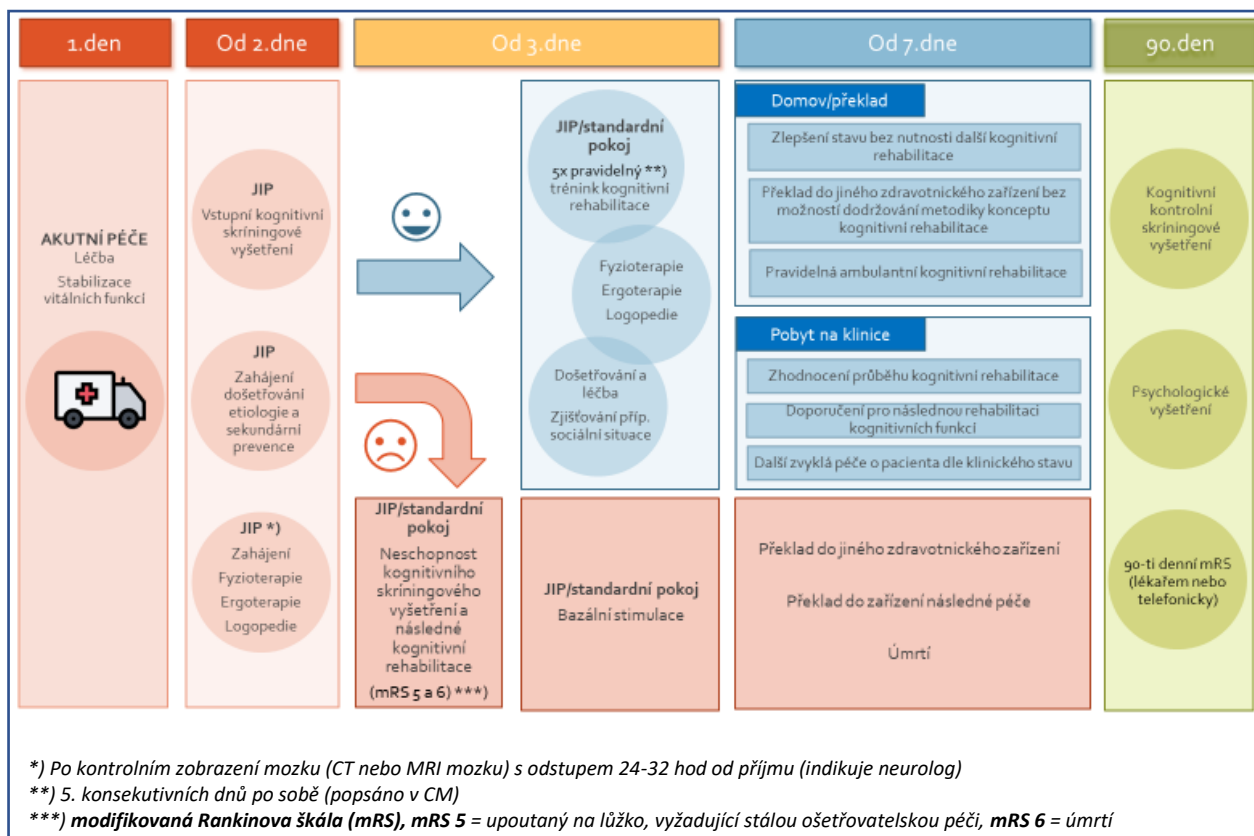 1.den
Od 2.dne
Od 3.dne
Od 7.dne
90.den
AKUTNÍ PÉČE
Léčba
Stabilizace
vitálních funkcí
JIP
Vstupní kognitivní
skríningové
vyšetření
JIP
Zahájení
došetřování
etiologie a
sekundární
prevence
JIP *)
Zahájení
Fyzioterapie
Ergoterapie
Logopedie
JIP/standardní
pokoj
Neschopnost
kognitivního
skríningového
vyšetření a
následné
kognitivní
rehabilitace
(mRS 5 a 6) ***)
JIP/standardní
pokoj
5x pravidelný **)
trénink kognitivní
rehabilitace
Fyzioterapie
Ergoterapie
Logopedie
Došetřování a
léčba
Zjišťování příp.
sociální situace
JIP/standardní pokoj
Bazální stimulace
Domov/překlad
Zlepšení stavu bez nutnosti další kognitivní
rehabilitace
Překlad do jiného zdravotnického zařízení bez
možností dodržování metodiky konceptu
kognitivní rehabilitace
Pravidelná ambulantní kognitivní rehabilitace
Pobyt na klinice
Zhodnocení průběhu kognitivní rehabilitace
Doporučení pro následnou rehabilitaci
kognitivních funkcí
Další zvyklá péče o pacienta dle klinického stavu
Překlad do jiného zdravotnického zařízení
Překlad do zařízení následné péče
Úmrtí
Kognitivní
kontrolní
skríningové
vyšetření
Psychologické
vyšetření
90-ti denní mRS
(lékařem nebo
telefonicky)
*) Po kontrolním zobrazení mozku (CT nebo MRI mozku) s odstupem 24-32 hod od příjmu (indikuje neurolog)
**) 5. konsekutivních dnů po sobě (popsáno v CM)
***) modifikovaná Rankinova škála (mRS), mRS 5 = upoutaný na lůžko, vyžadující stálou ošetřovatelskou péči, mRS 6 = úmrtí